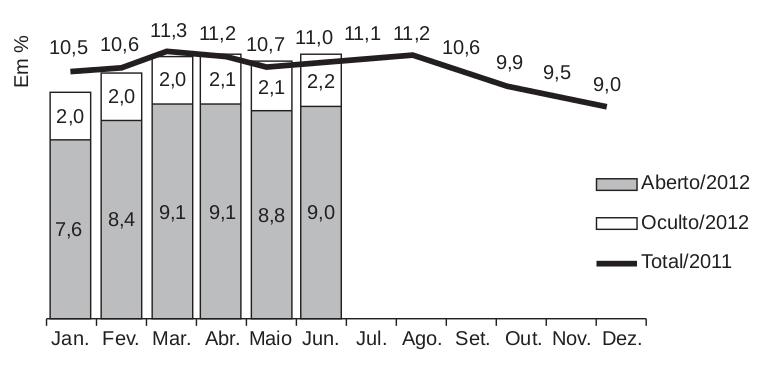 Em %
10,5 10,6 11,3 11,2 10,7 11,0 11,1 11,2 10,6 9,9 9,5 9,0
2,0 2,0 2,0 2,1 2,1 2,2
7,6 8,4 9,1 9,1 8,8 9,0
Aberto/2012
Oculto/2012
Total/2011
Jan. Fev. Mar. Abr. Maio Jun. Jul. Ago. Set. Out. Nov. Dez.